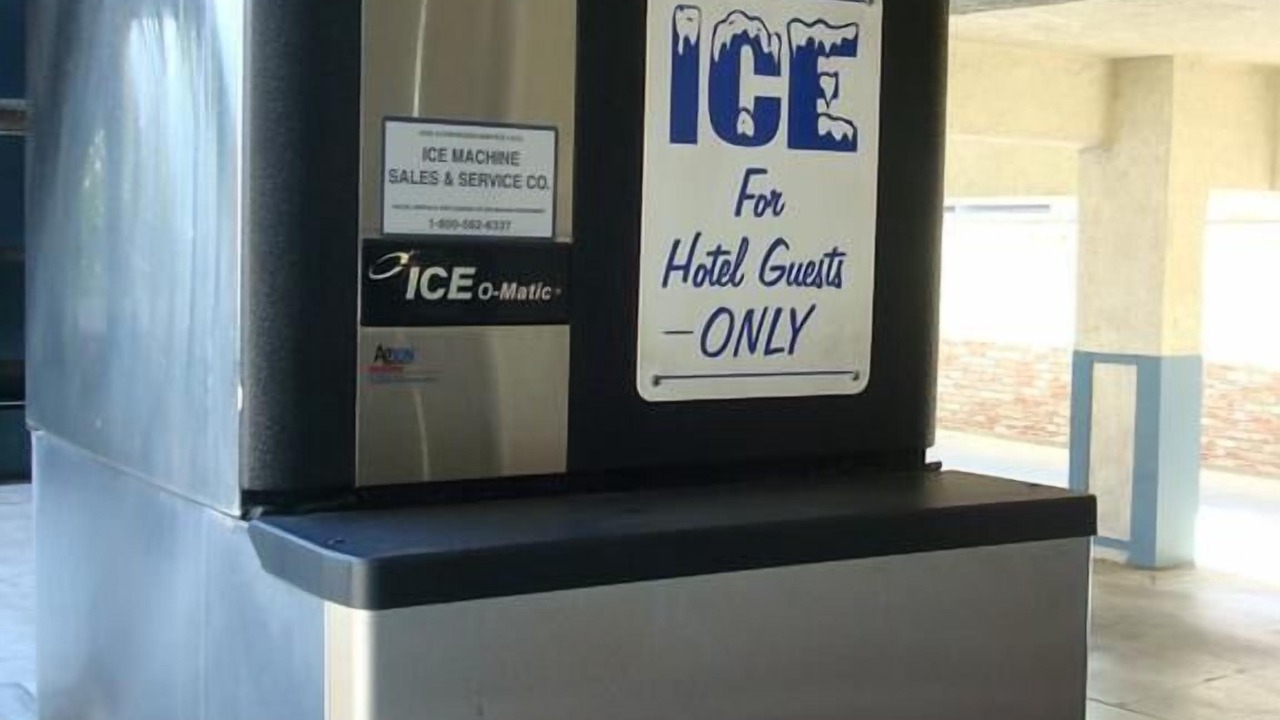 ICE MACHINE
SALES & SERVICE CO.
ICE O-Matic
ICE
For
Hotel Guests
—ONLY